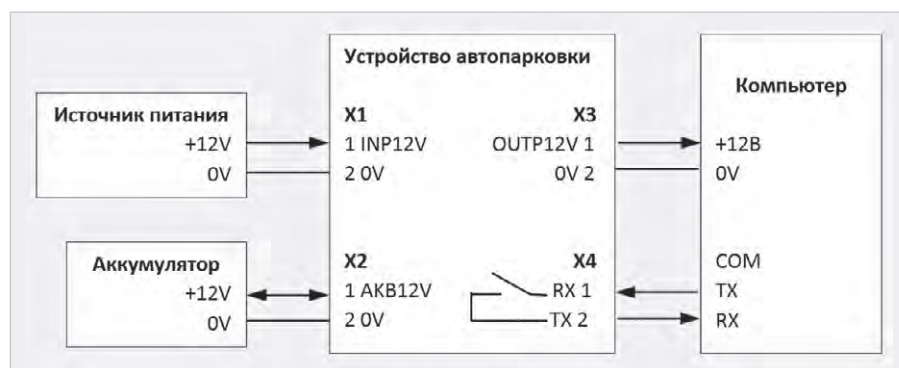 Устройство автопарковки
Компьютер
Источник питания
+12V
0V
X1
1 INP12V
2 0V
X3
OUTP12V 1
0V 2
+12В
0V
Аккумулятор
+12V
0V
X2
1 AKB12V
2 0V
X4
RX 1
TX 2
COM
TX
RX